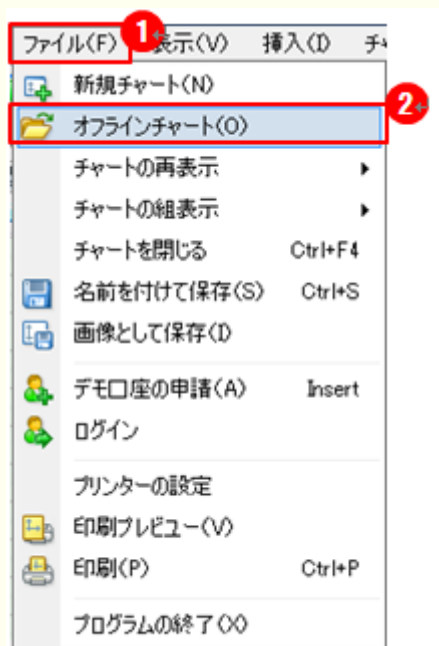 1
ファイル(F) 表示(V) 挿入(I) チャ
新規チャート(N)
2
オフラインチャート(O)
チャートの再表示
チャートの組表示
チャートを閉じる Ctrl+F4
名前を付けて保存(S) Ctrl+S
画像として保存(I)
デモ口座の申請(A) Insert
ログイン
プリンターの設定
印刷プレビュー(V)
印刷(P) Ctrl+P
プログラムの終了(X)